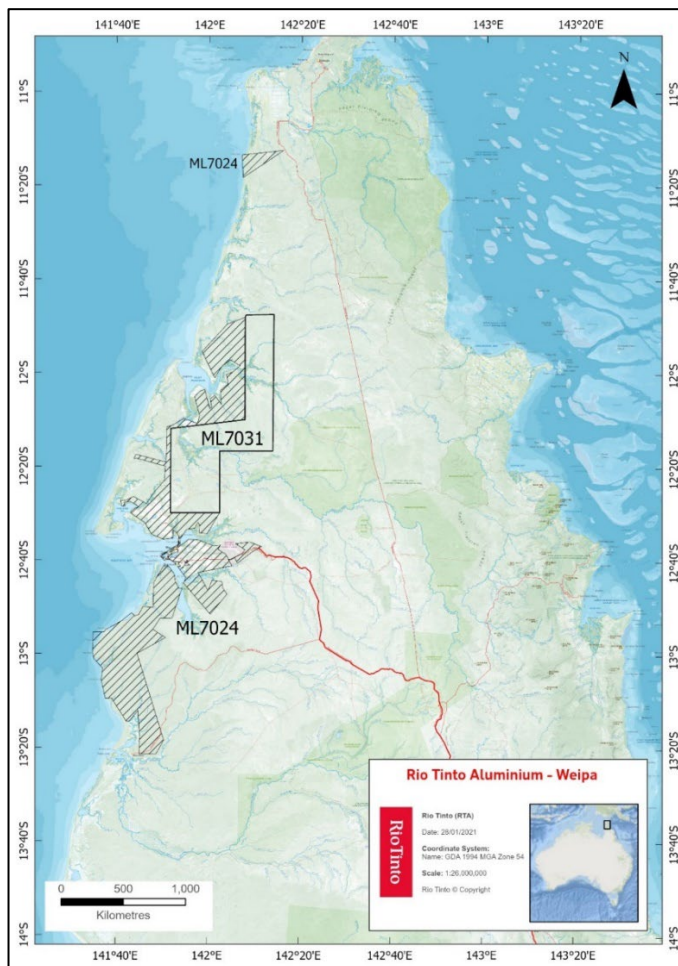 141°40'E 142°E 142°20'E 142°40'E 143°E 143°20'E
N
11°S 11°S
ML7024
11°20'S 11°20'S
11°40'S 11°40'S
12°S 12°S
ML7031
12°20'S 12°20'S
12°40'S 12°40'S
ML7024
13°S 13°S
13°20'S 13°20'S
Rio Tinto Aluminium - Weipa
RioTinto
Rio Tinto (RTA)
Date: 28/01/2021
Coordinate System:
Name: GDA 1994 MGA Zone 54
Scale: 1:26,000,000
Rio Tinto © Copyright
13°40'S 13°40'S
0 500 1,000
Kilometres
14°S 14°S
141°40'E 142°E 142°20'E 142°40'E 143°E 143°20'E